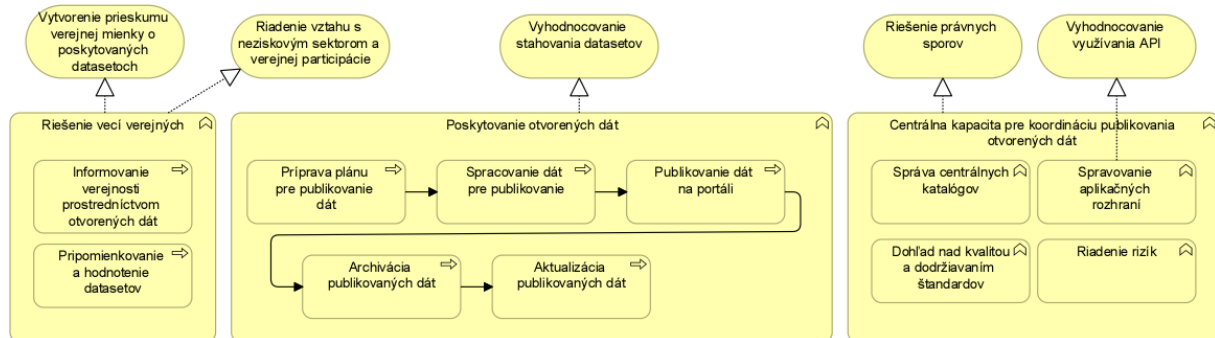 Vytvorenie prieskumu
verejnej mienky o
poskytovaných
datasetoch
Riadenie vztahu s
neziskovým sektorom a
verejnej participácie
Vyhodnocovanie
stahovania datasetov
Riešenie právnych
sporov
Vyhodnocovanie
využívania API
Riešenie vecí verejných
Informovanie
verejnosti
prostredníctvom
otvorených dát
Pripomienkovanie
a hodnotenie
datasetov
Poskytovanie otvorených dát
Príprava plánu
pre publikovanie
dát
Spracovanie dát
pre publikovanie
Publikovanie dát
na portáli
Archivácia
publikovaných dát
Aktualizácia
publikovaných dát
Centrálna kapacita pre koordináciu publikovania
otvorených dát
Správa centrálnych
katalógov
Spravovanie
aplikačných
rozhraní
Dohľad nad kvalitou
a dodržiavaním
štandardov
Riadenie rizík